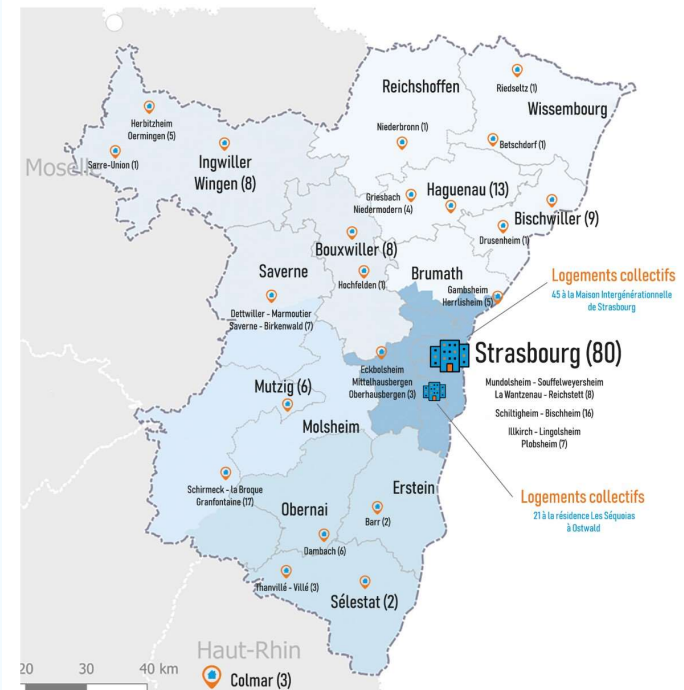 Reichshoffen
Riedseltz (1)
Wissembourg
Herbitzheim
Oermingen (5)
Niederbronn (1)
Betschdorf (1)
Moselle
Sarre-Union (1)
Ingwiller
Wingen (8)
Griesbach
Niedermodern (4)
Haguenau (13)
Bischwiller (9)
Drusenheim (1)
Bouxwiller (8)
Saverne
Hochfelden (1)
Brumath
Gambsheim
Herrlisheim (5)
Logements collectifs
45 à la Maison Intergénérationnelle
de Strasbourg
Dettwiller - Marmoutier
Saverne - Birkenwald (7)
Strasbourg (80)
Eckbolsheim
Mittelhausbergen
Oberhausbergen (3)
Mundolsheim - Souffelweyersheim
La Wantzenau - Reichstett (8)
Schiltigheim - Bischheim (16)
Illkirch - Lingolsheim
Plobsheim (7)
Mutzig (6)
Molsheim
Schirmeck - la Broque
Granfontaine (17)
Erstein
Obernai
Barr (2)
Logements collectifs
21 à la résidence Les Séquoias
à Ostwald
Dambach (6)
Thanvillé - Villé (3)
Sélestat (2)
Haut-Rhin
20 30 40 km
Colmar (3)